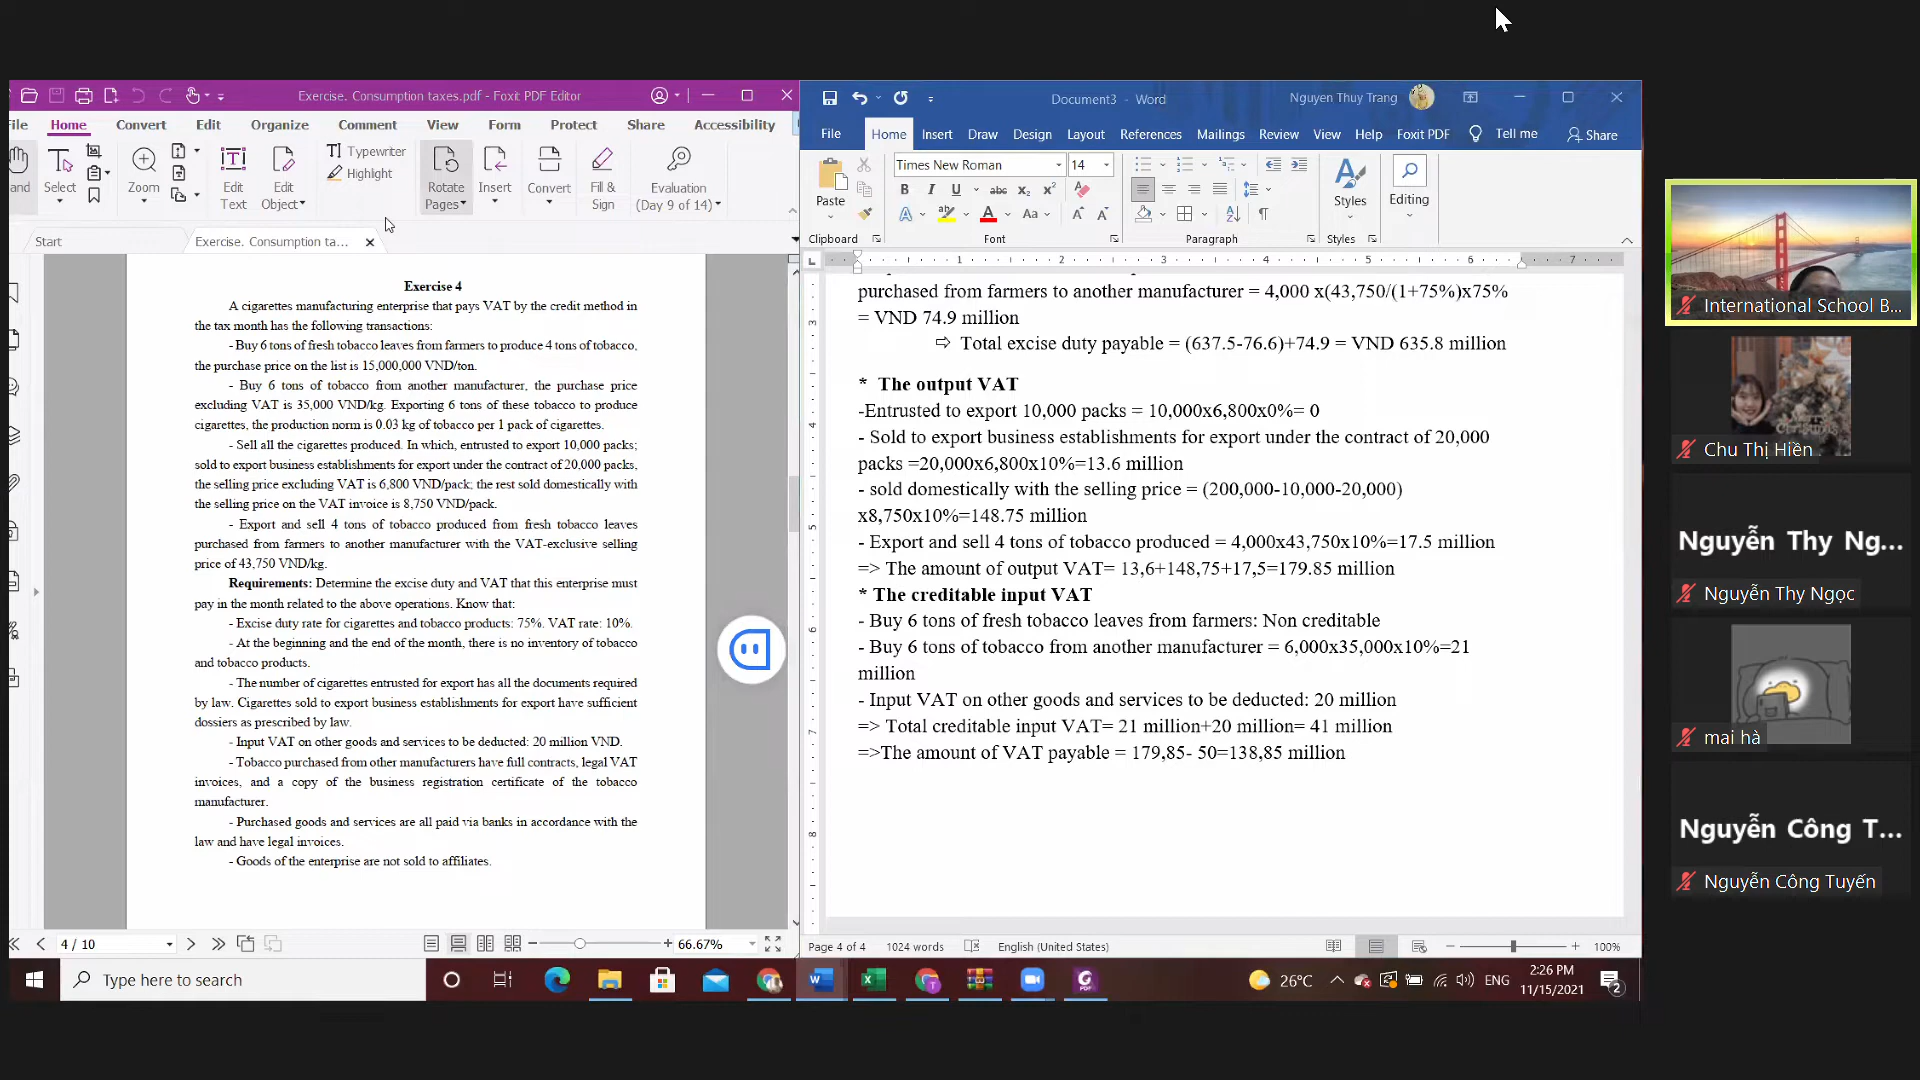 Exercise. Consumption taxes.pdf - Foxit PDF Editor
File Home Convert Edit Organize Comment View Form Protect Share Accessibility
Select
Zoom
Edit Text
Edit Object
Typewriter
Highlight
Rotate Pages
Insert
Convert
Fill & Sign
Evaluation (Day 9 of 14)
Start
Exercise. Consumption ta...
Exercise 4
A cigarettes manufacturing enterprise that pays VAT by the credit method in
the tax month has the following transactions:
- Buy 6 tons of fresh tobacco leaves from farmers to produce 4 tons of tobacco,
the purchase price on the list is 15,000,000 VND/ton.
- Buy 6 tons of tobacco from another manufacturer, the purchase price
excluding VAT is 35,000 VND/kg. Exporting 6 tons of these tobacco to produce
cigarettes, the production norm is 0.03 kg of tobacco per 1 pack of cigarettes.
- Sell all the cigarettes produced. In which, entrusted to export 10,000 packs;
sold to export business establishments for export under the contract of 20,000 packs,
the selling price excluding VAT is 6,800 VND/pack; the rest sold domestically with
the selling price on the VAT invoice is 8,750 VND/pack.
- Export and sell 4 tons of tobacco produced from fresh tobacco leaves
purchased from farmers to another manufacturer with the VAT-exclusive selling
price of 43,750 VND/kg.
Requirements: Determine the excise duty and VAT that this enterprise must
pay in the month related to the above operations. Know that:
- Excise duty rate for cigarettes and tobacco products: 75%. VAT rate: 10%.
- At the beginning and the end of the month, there is no inventory of tobacco
and tobacco products.
- The number of cigarettes entrusted for export has all the documents required
by law. Cigarettes sold to export business establishments for export have sufficient
dossiers as prescribed by law.
- Input VAT on other goods and services to be deducted: 20 million VND.
- Tobacco purchased from other manufacturers have full contracts, legal VAT
invoices, and a copy of the business registration certificate of the tobacco
manufacturer.
- Purchased goods and services are all paid via banks in accordance with the
law and have legal invoices.
- Goods of the enterprise are not sold to affiliates.
4 / 10
66.67%
Document3 - Word
Nguyen Thuy Trang
File Home Insert Draw Design Layout References Mailings Review View Help Foxit PDF Tell me Share
Paste
Times New Roman 14
Styles
Editing
Clipboard Font Paragraph Styles
purchased from farmers to another manufacturer = 4,000 x(43,750/(1+75%)x75%
= VND 74.9 million
⇨ Total excise duty payable = (637.5-76.6)+74.9 = VND 635.8 million
* The output VAT
-Entrusted to export 10,000 packs = 10,000x6,800x0%= 0
- Sold to export business establishments for export under the contract of 20,000
packs =20,000x6,800x10%=13.6 million
- sold domestically with the selling price = (200,000-10,000-20,000)
x8,750x10%=148.75 million
- Export and sell 4 tons of tobacco produced = 4,000x43,750x10%=17.5 million
=> The amount of output VAT= 13,6+148,75+17,5=179.85 million
* The creditable input VAT
- Buy 6 tons of fresh tobacco leaves from farmers: Non creditable
- Buy 6 tons of tobacco from another manufacturer = 6,000x35,000x10%=21
million
- Input VAT on other goods and services to be deducted: 20 million
=> Total creditable input VAT= 21 million+20 million= 41 million
=>The amount of VAT payable = 179,85- 50=138,85 million
Page 4 of 4 1024 words English (United States) 100%
Type here to search
26°C ENG
2:26 PM
11/15/2021
2
International School B...
Chu Thị Hiền
Nguyễn Thy Ng...
Nguyễn Thy Ngọc
mai hà
Nguyễn Công T...
Nguyễn Công Tuyến